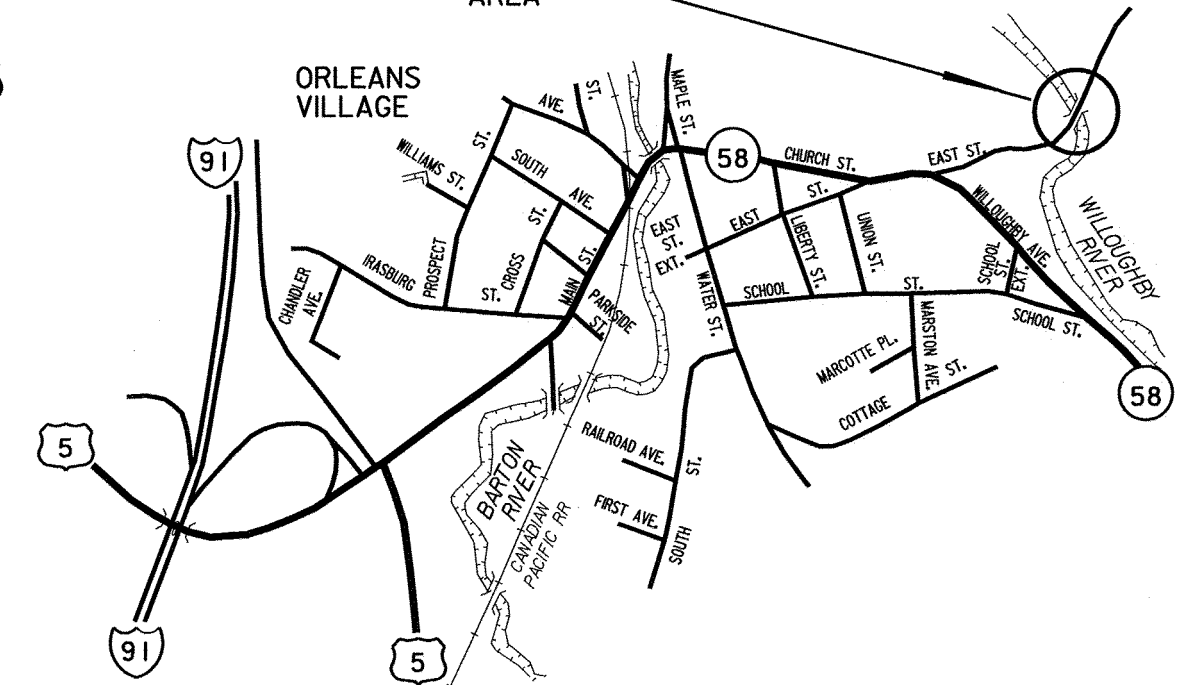 AREA
ORLEANS
VILLAGE
91
5
91
5
58
58
WILLIAMS ST.
ST.
AVE.
ST.
SOUTH
AVE.
ST.
CROSS
PROSPECT
IRASBURG
ST.
CHANDLER
AVE.
MAIN
ST.
PARKSIDE
ST.
MAPLE ST.
CHURCH ST.
EAST ST.
EAST
ST.
EAST
ST.
EXT.
LIBERTY ST.
UNION ST.
WATER ST.
SCHOOL
ST.
SCHOOL
ST.
EXT.
WILLOUGHBY AVE.
WILLOUGHBY
RIVER
SCHOOL ST.
MARSTON AVE.
MARCOTTE PL.
COTTAGE
ST.
RAILROAD AVE.
FIRST AVE.
SOUTH
ST.
BARTON
RIVER
CANADIAN
PACIFIC RR